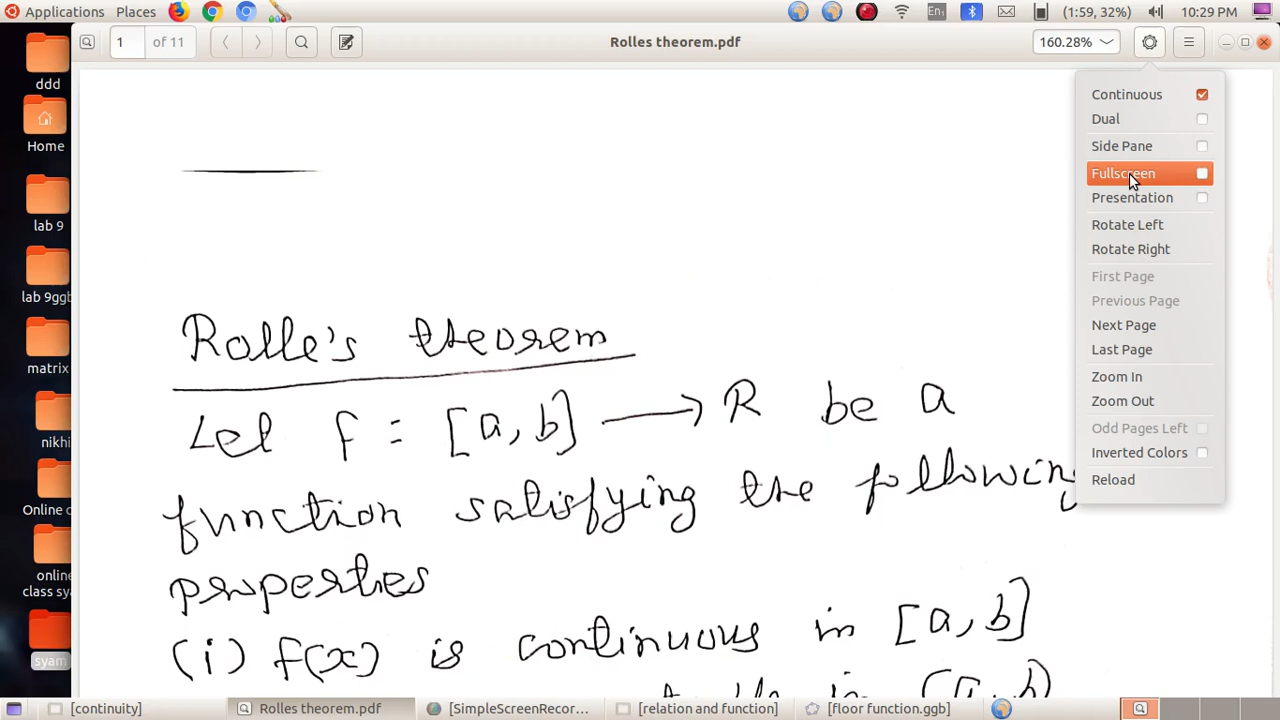 Applications Places En1 (1:59, 32%) 10:29 PM
1 of 11 Rolles theorem.pdf 160.28%
ddd
Home
lab 9
lab 9ggb
matrix
nikhi
Online c
online
class sya
syam
Continuous
Dual
Side Pane
Fullscreen
Presentation
Rotate Left
Rotate Right
First Page
Previous Page
Next Page
Last Page
Zoom In
Zoom Out
Odd Pages Left
Inverted Colors
Reload
Rolle's theorem
Let f = [a, b] → R be a
function satisfying the following
properties
(i) f(x) is continuous in [a, b]
in (a, b)
[continuity] Rolles theorem.pdf [SimpleScreenRecor... [relation and function] [floor function.ggb]